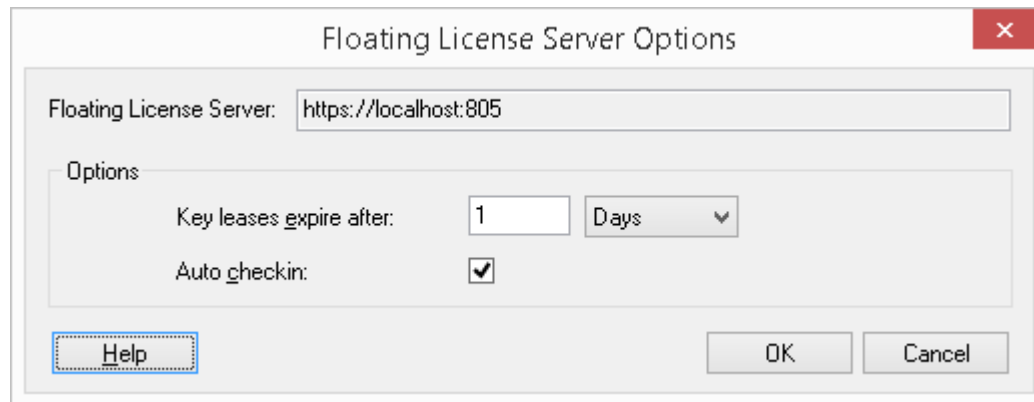 Floating License Server Options
Floating License Server: https://localhost:805
Options
Key leases expire after: 1 Days
Auto checkin:
Help OK Cancel